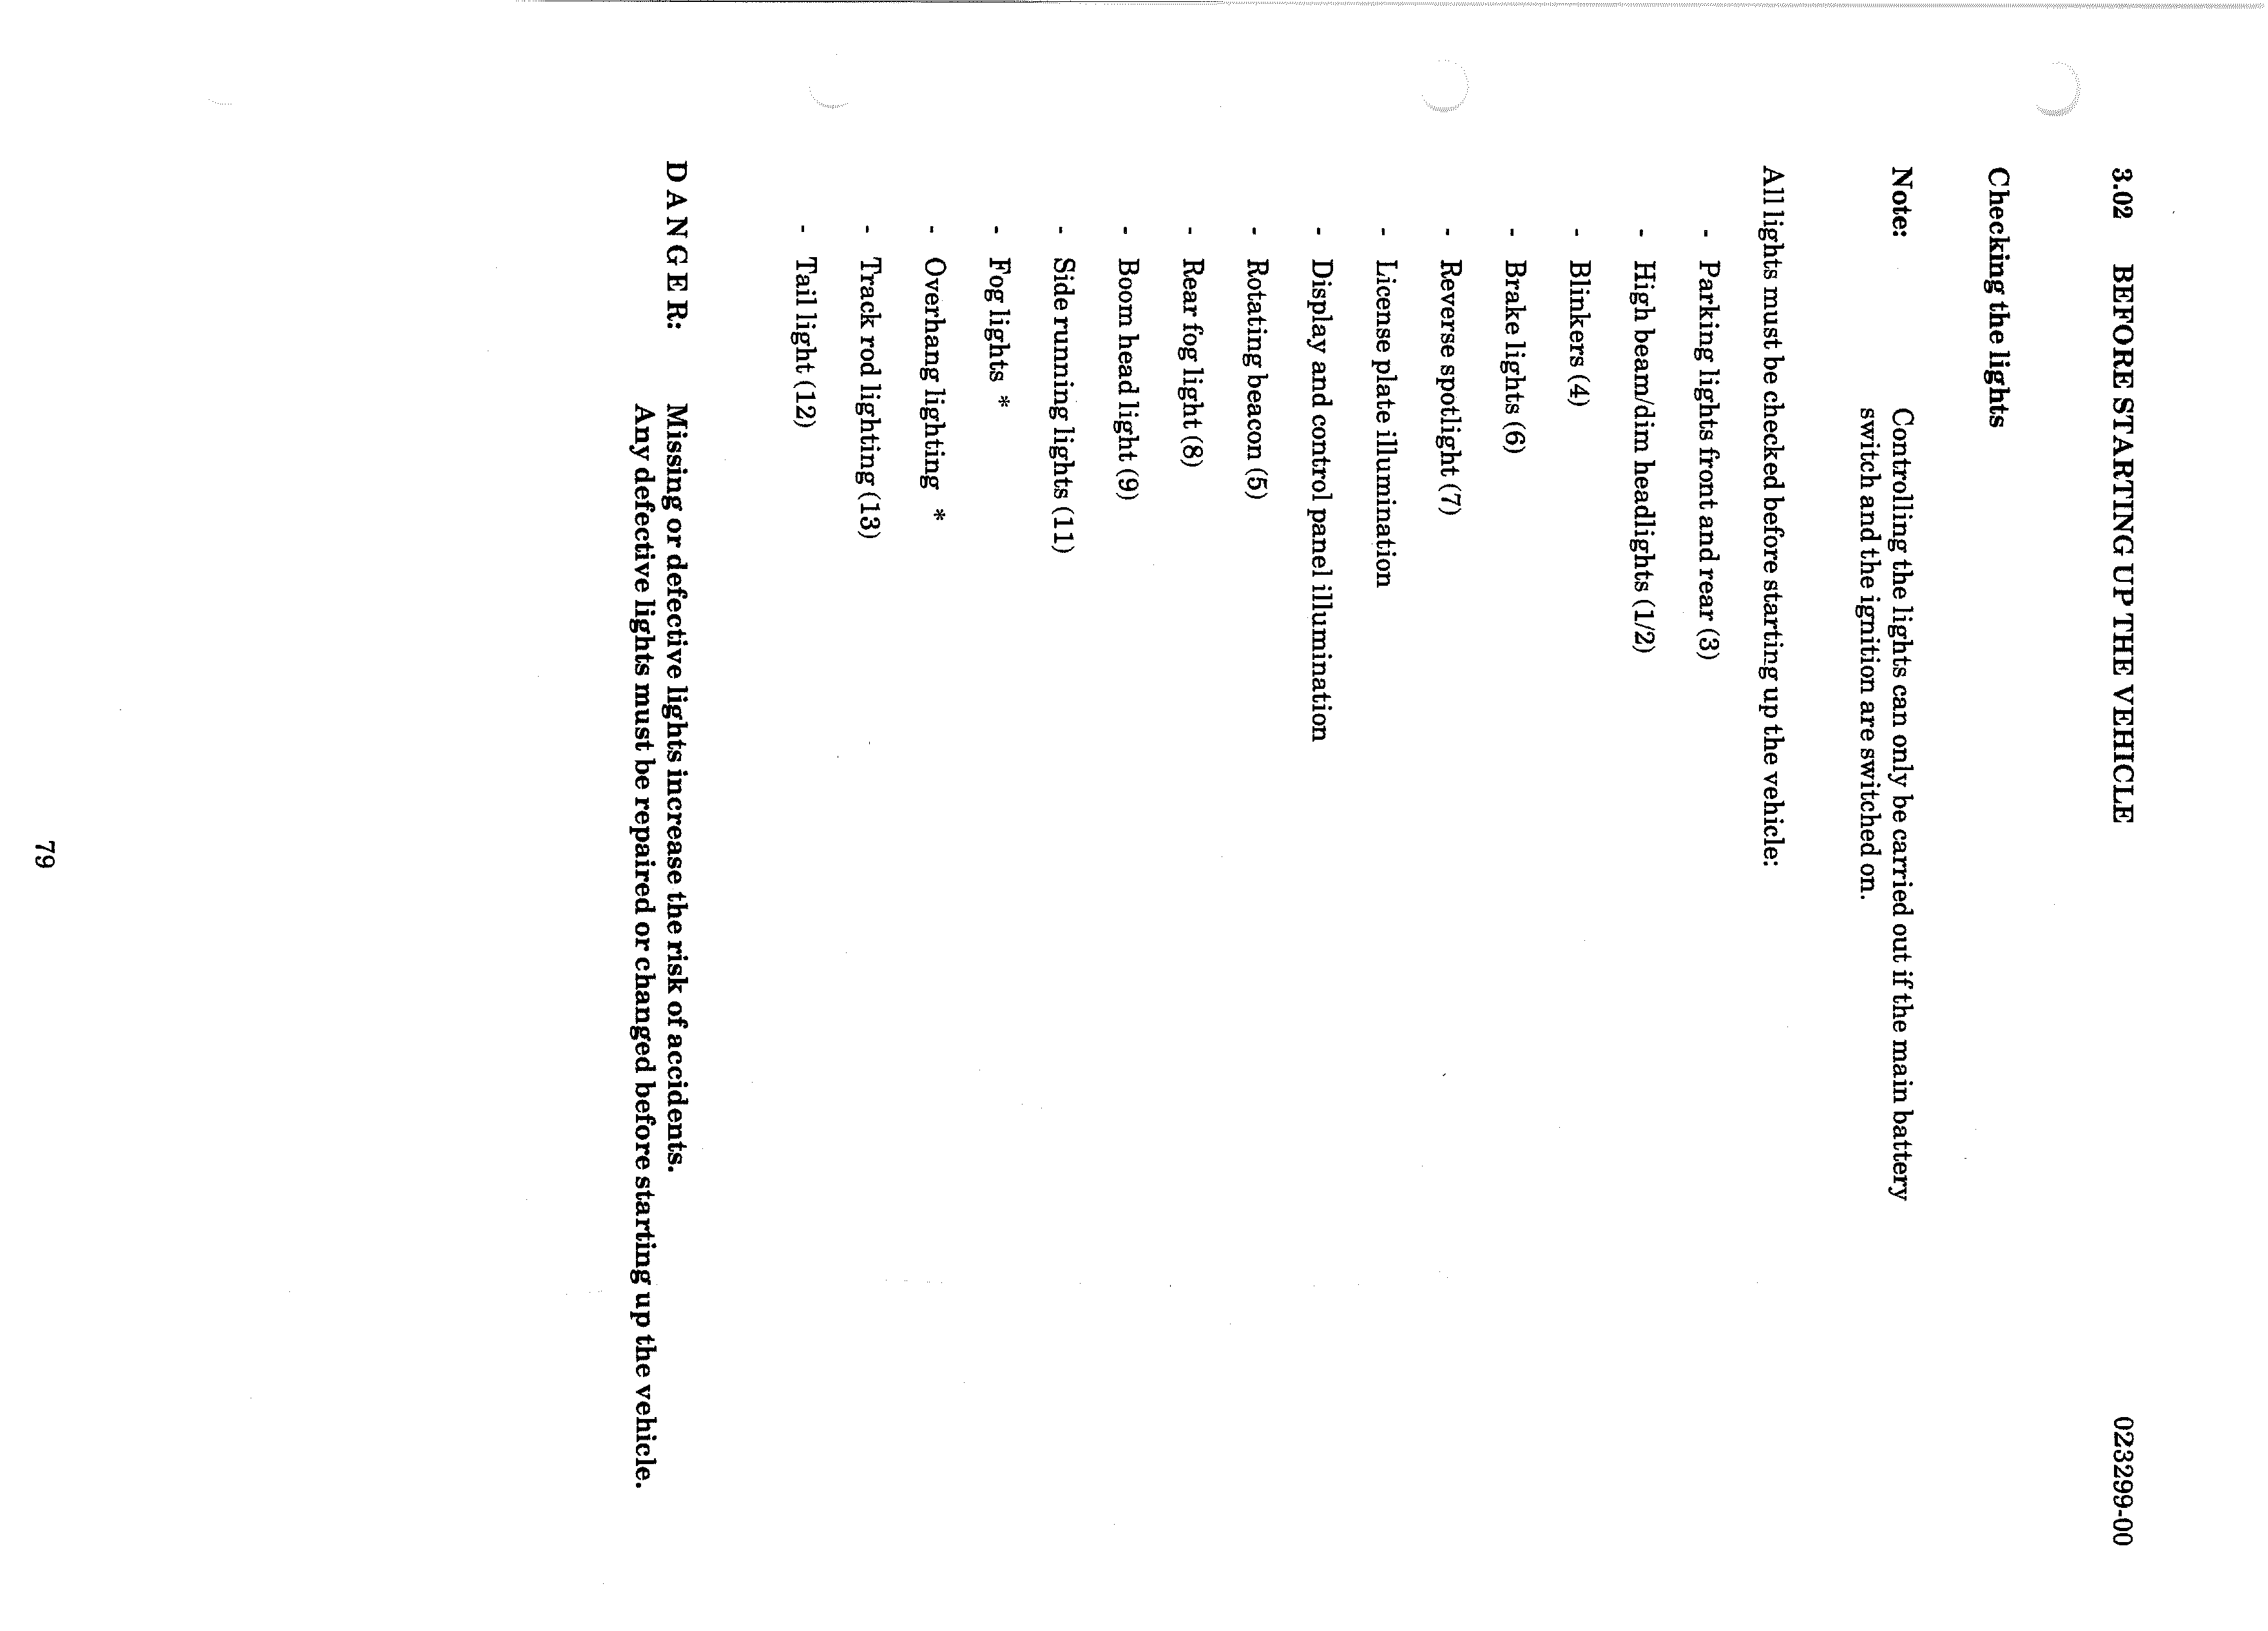 3.02 BEFORE STARTING UP THE VEHICLE 023299-00
Checking the lights
Note: Controlling the lights can only be carried out if the main battery
switch and the ignition are switched on.
All lights must be checked before starting up the vehicle:
- Parking lights front and rear (3)
- High beam/dim headlights (1/2)
- Blinkers (4)
- Brake lights (6)
- Reverse spotlight (7)
- License plate illumination
- Display and control panel illumination
- Rotating beacon (5)
- Rear fog light (8)
- Boom head light (9)
- Side running lights (11)
- Fog lights *
- Overhang lighting *
- Track rod lighting (13)
- Tail light (12)
D A N G E R: Missing or defective lights increase the risk of accidents.
Any defective lights must be repaired or changed before starting up the vehicle.
79